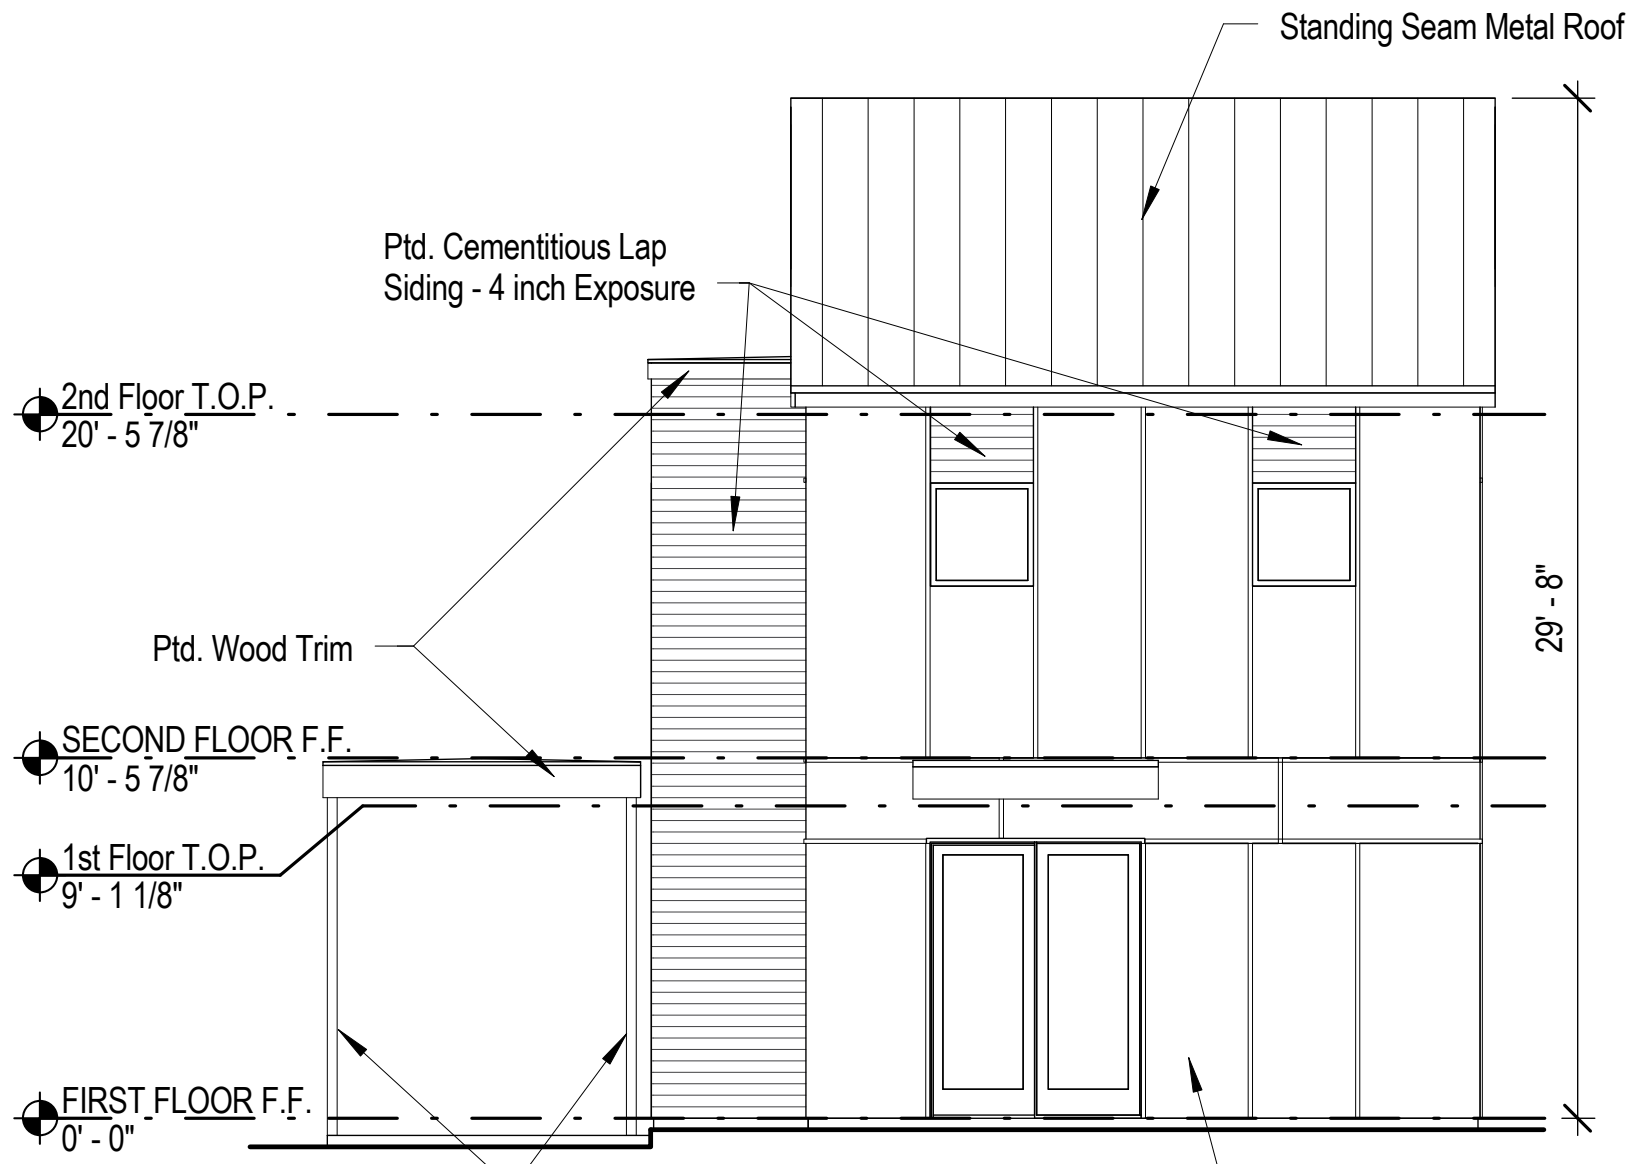 Standing Seam Metal Roof
Ptd. Cementitious Lap
Siding - 4 inch Exposure
2nd Floor T.O.P.
20' - 5 7/8"
29' - 8"
Ptd. Wood Trim
SECOND FLOOR F.F.
10' - 5 7/8"
1st Floor T.O.P.
9' - 1 1/8"
FIRST FLOOR F.F.
0' - 0"